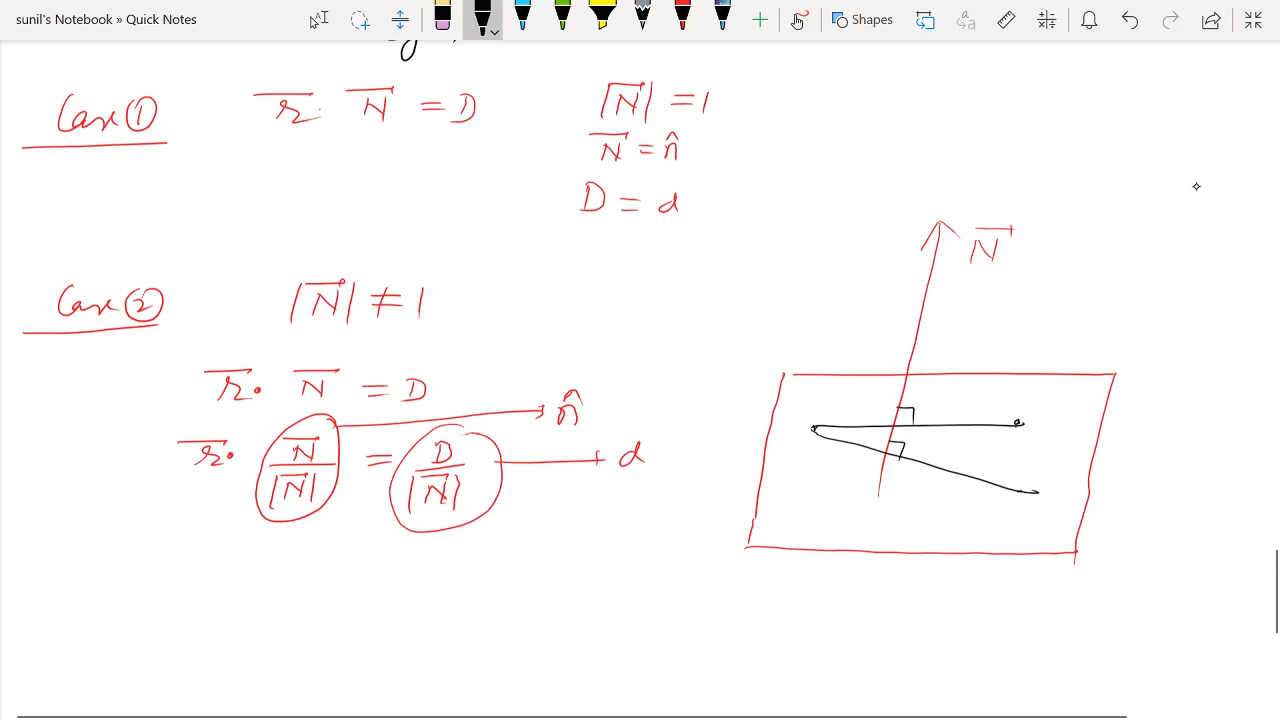 sunil's Notebook » Quick Notes
Shapes
Case ① r̅ · N̅ = D |N̅| = 1
N̅ = n̂
D = d
N̅
Case ② |N̅| ≠ 1
r̅ · N̅ = D
n̂
r̅ · N̅/|N̅| = D/|N̅| → d